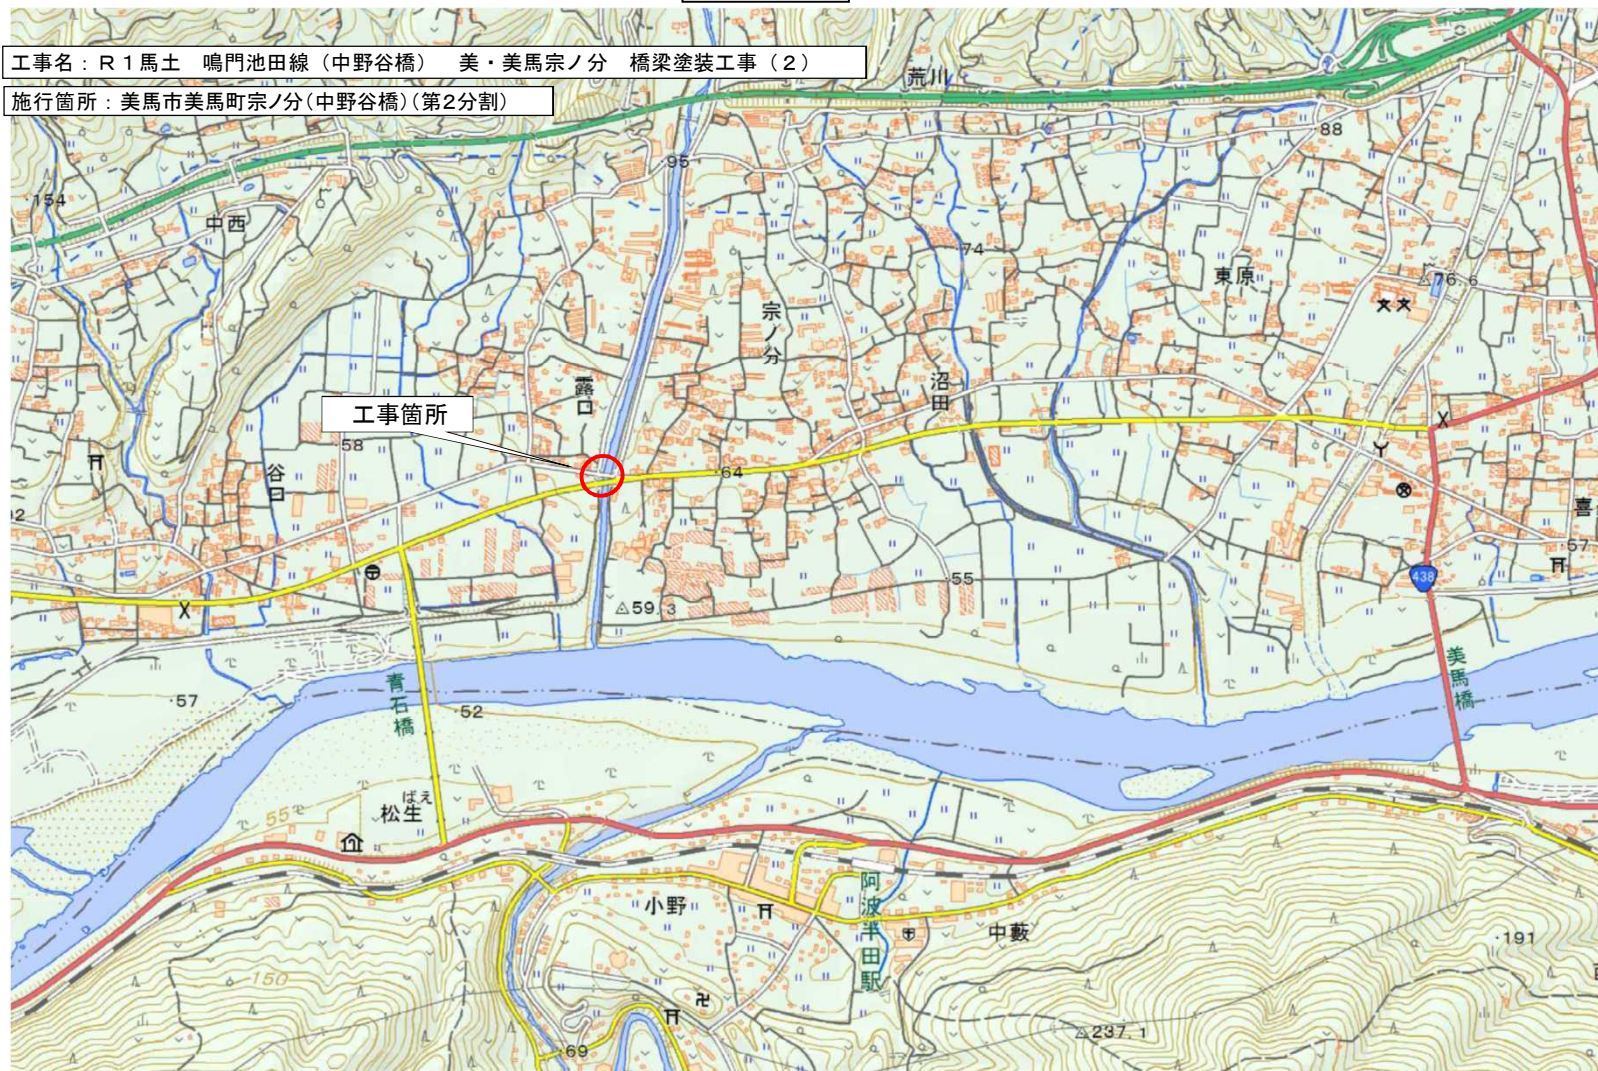 工事名：Ｒ１馬土　鳴門池田線（中野谷橋）　美・美馬宗ノ分　橋梁塗装工事（２）
施行箇所：美馬市美馬町宗ノ分（中野谷橋）（第２分割）
荒川
88
95
154
中西
74
東原
76.6
宗ノ分
露口
沼田
工事箇所
58
谷口
64
喜
57
438
55
59.3
美馬橋
青石橋
57
52
ばえ
松生
55
小野
阿波半田駅
中藪
191
150
237.1
69